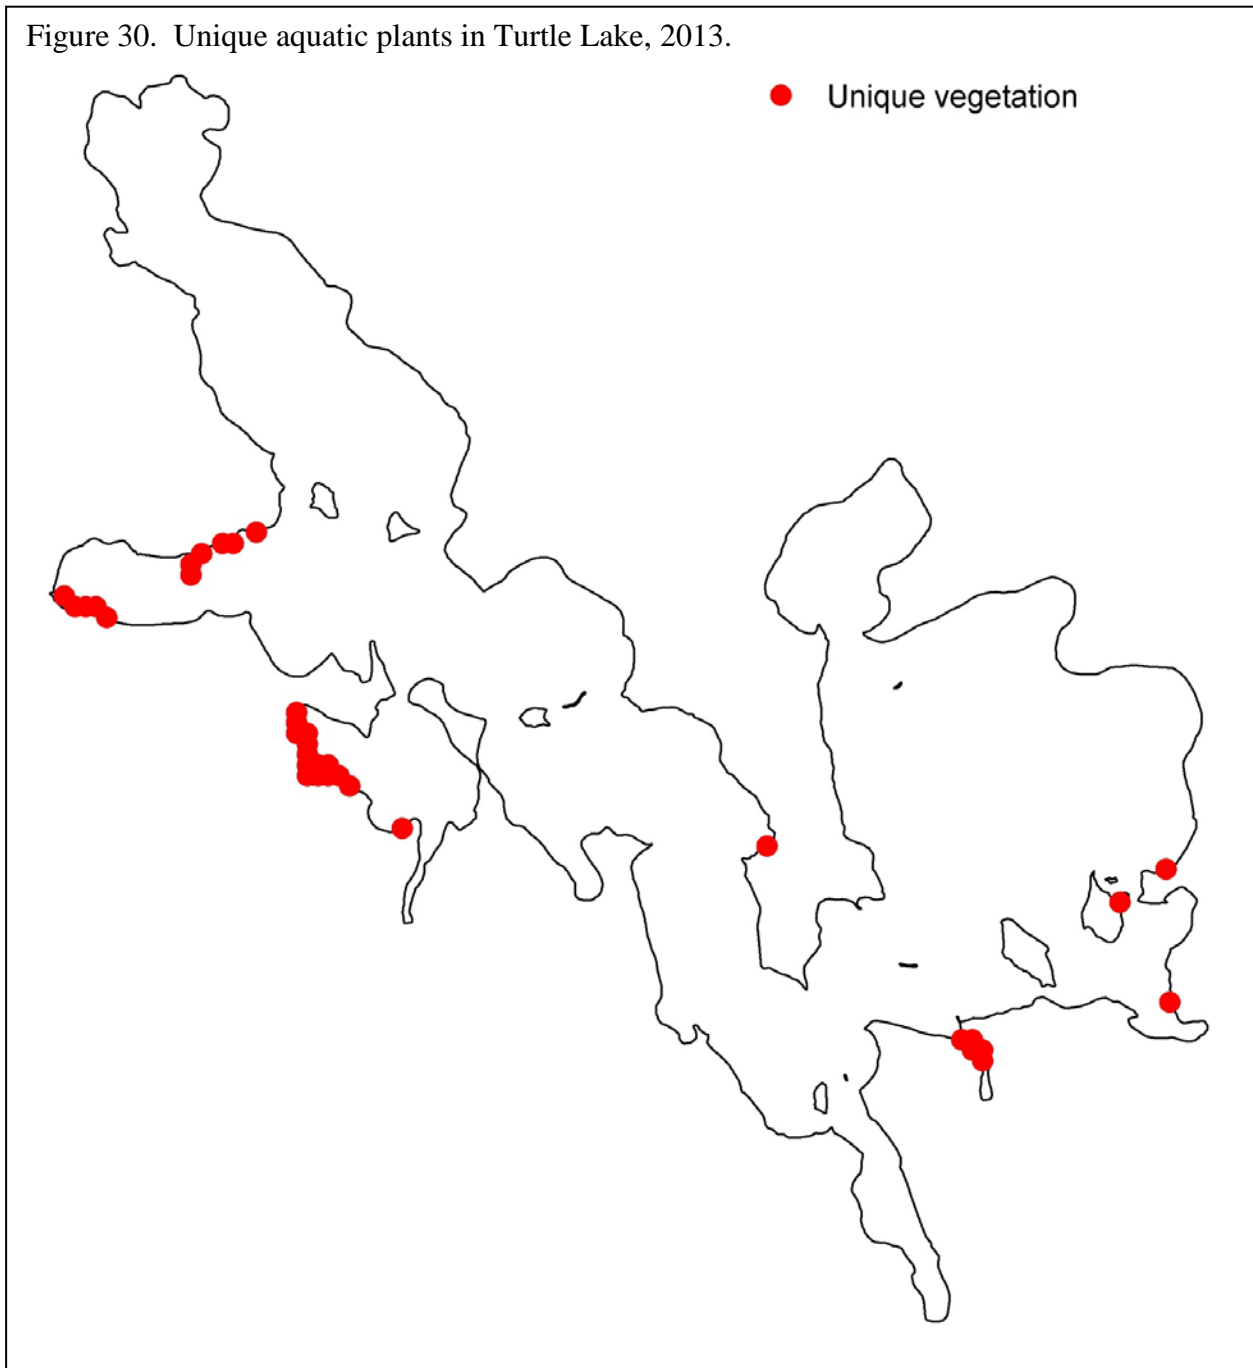 Figure 30.  Unique aquatic plants in Turtle Lake, 2013.
Unique vegetation